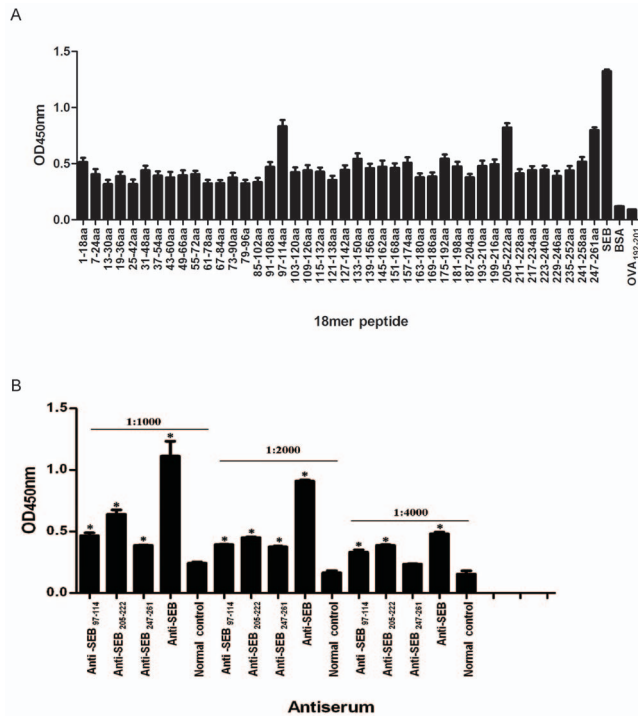 A
OD450nm
1.5
1.0
0.5
0.0
1-18aa
7-24aa
13-30aa
19-36aa
25-42aa
31-48aa
37-54aa
43-60aa
49-66aa
55-72aa
61-78aa
67-84aa
73-90aa
79-96a
85-102aa
91-108aa
97-114aa
103-120aa
109-126aa
115-132aa
121-138aa
127-142aa
133-150aa
139-156aa
145-162aa
151-168aa
157-174aa
163-180aa
169-186aa
175-192aa
181-198aa
187-204aa
193-210aa
199-216aa
205-222aa
211-228aa
217-234aa
223-240aa
229-246aa
235-252aa
241-258aa
247-261aa
SEB
BSA
OVA192-201
18mer peptide
B
OD450nm
1.5
1.0
0.5
0.0
1:1000
1:2000
1:4000
* * * * * * * * * * *
Anti -SEB 97-114
Anti-SEB 205-222
Anti-SEB 247-261
Anti-SEB
Normal control
Anti -SEB 97-114
Anti-SEB 205-222
Anti-SEB 247-261
Anti-SEB
Normal control
Anti -SEB 97-114
Anti-SEB 205-222
Anti-SEB 247-261
Anti-SEB
Normal control
Antiserum